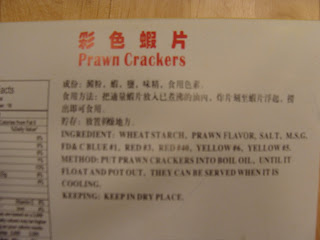 彩色蝦片
Prawn Crackers
成份：澱粉，蝦，鹽，味精，食用色素．
食用方法：把適量蝦片放入已煮沸的油內，炸片刻至蝦片浮起，撈
出即可食用．
貯存：放置乾燥地方．
INGREDIENT: WHEAT STARCH, PRAWN FLAVOR, SALT, M.S.G.
FD& C BLUE #1, RED #3, RED #40, YELLOW #6, YELLOW #5.
METHOD: PUT PRAWN CRACKERS INTO BOIL OIL, UNTIL IT
FLOAT AND POT OUT, THEY CAN BE SERVED WHEN IT IS
COOLING.
KEEPING: KEEP IN DRY PLACE.